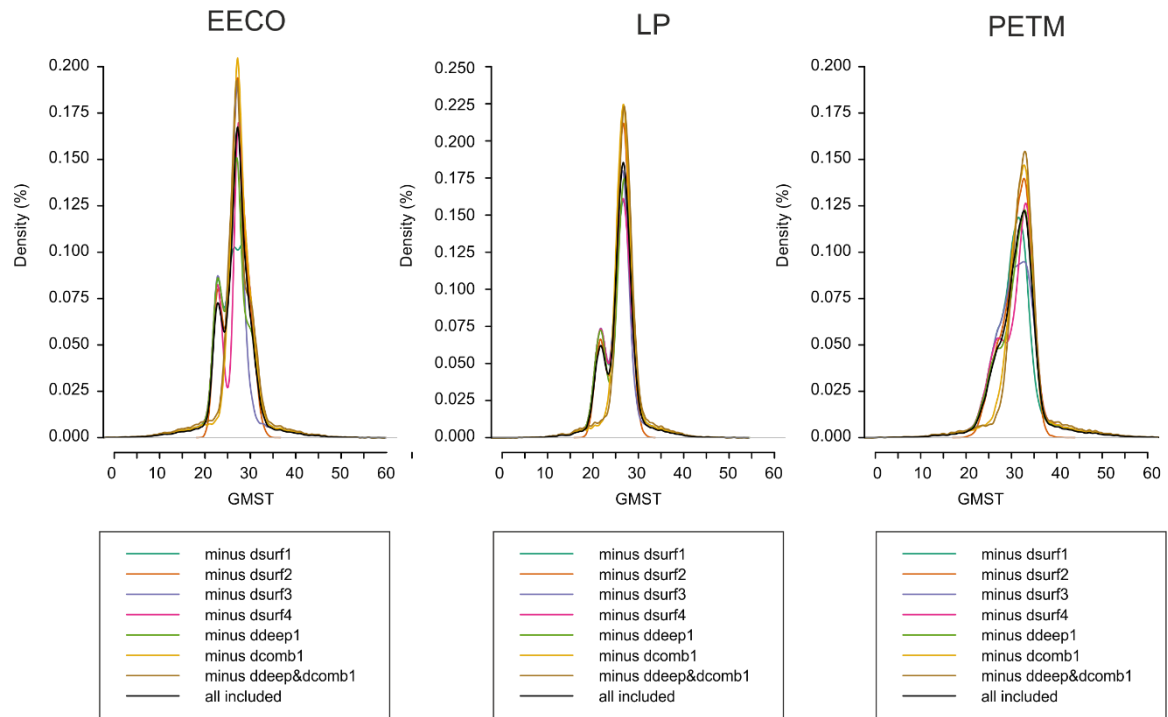 EECO
LP
PETM
0.200
0.175
0.150
0.125
0.100
0.075
0.050
0.025
0.000
Density (%)
0 10 20 30 40 50 60
GMST
0.250
0.225
0.200
0.175
0.150
0.125
0.100
0.075
0.050
0.025
0.000
Density (%)
0 10 20 30 40 50 60
GMST
0.200
0.175
0.150
0.125
0.100
0.075
0.050
0.025
0.000
Density (%)
0 10 20 30 40 50 60
GMST
minus dsurf1
minus dsurf2
minus dsurf3
minus dsurf4
minus ddeep1
minus dcomb1
minus ddeep&dcomb1
all included
minus dsurf1
minus dsurf2
minus dsurf3
minus dsurf4
minus ddeep1
minus dcomb1
minus ddeep&dcomb1
all included
minus dsurf1
minus dsurf2
minus dsurf3
minus dsurf4
minus ddeep1
minus dcomb1
minus ddeep&dcomb1
all included